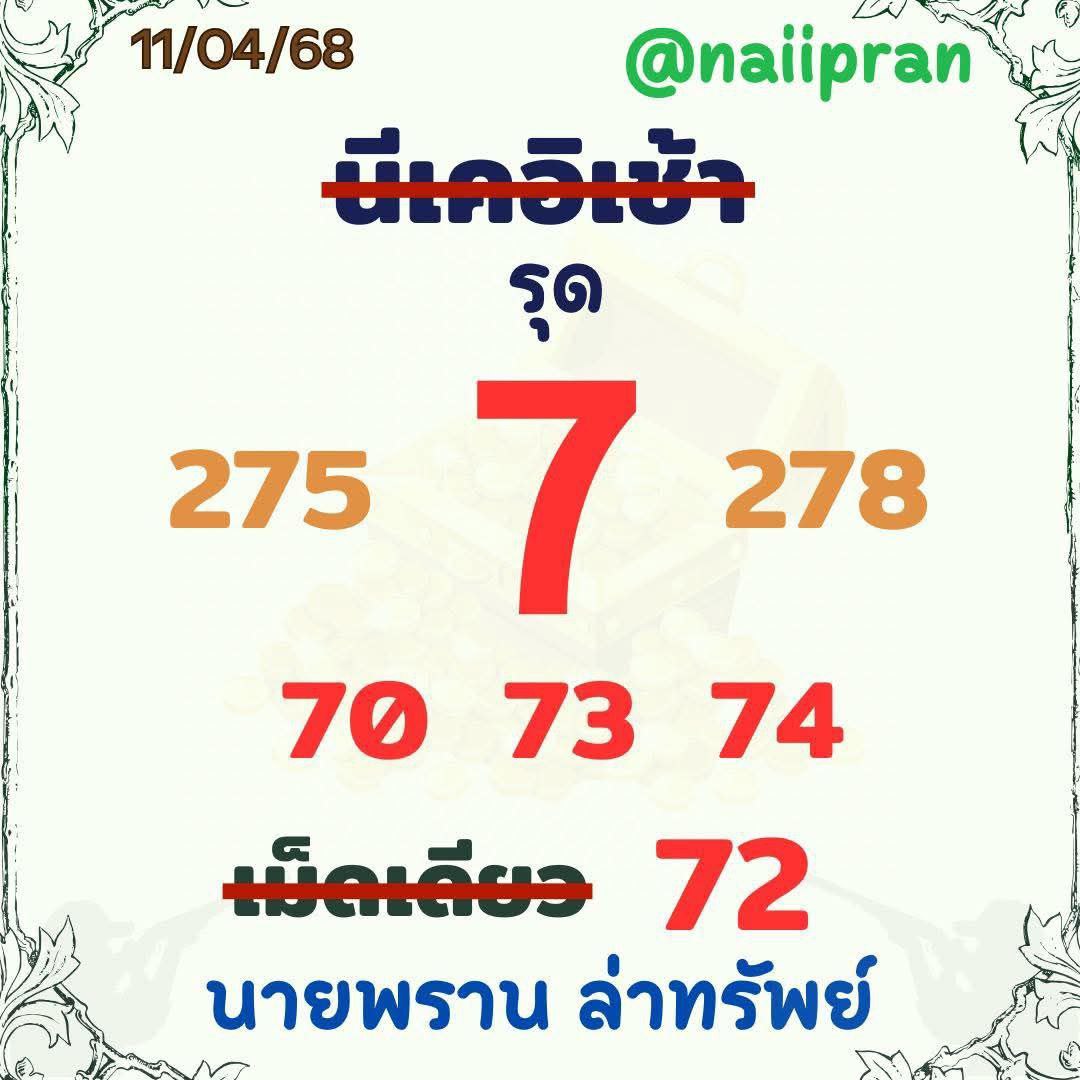 11/04/68
@naiipran
นีเคอิเช้า
รุด
7
275 278
70 73 74
เม็ดเดียว 72
นายพราน ล่าทรัพย์